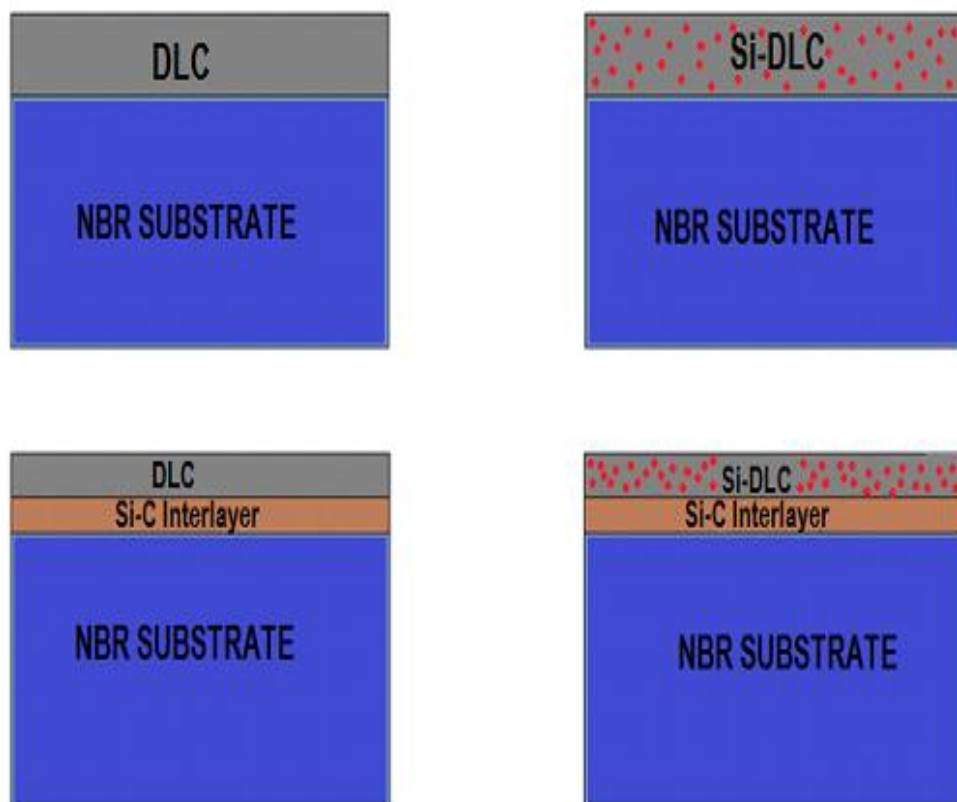 DLC
NBR SUBSTRATE
Si-DLC
NBR SUBSTRATE
DLC
Si-C Interlayer
NBR SUBSTRATE
Si-DLC
Si-C Interlayer
NBR SUBSTRATE